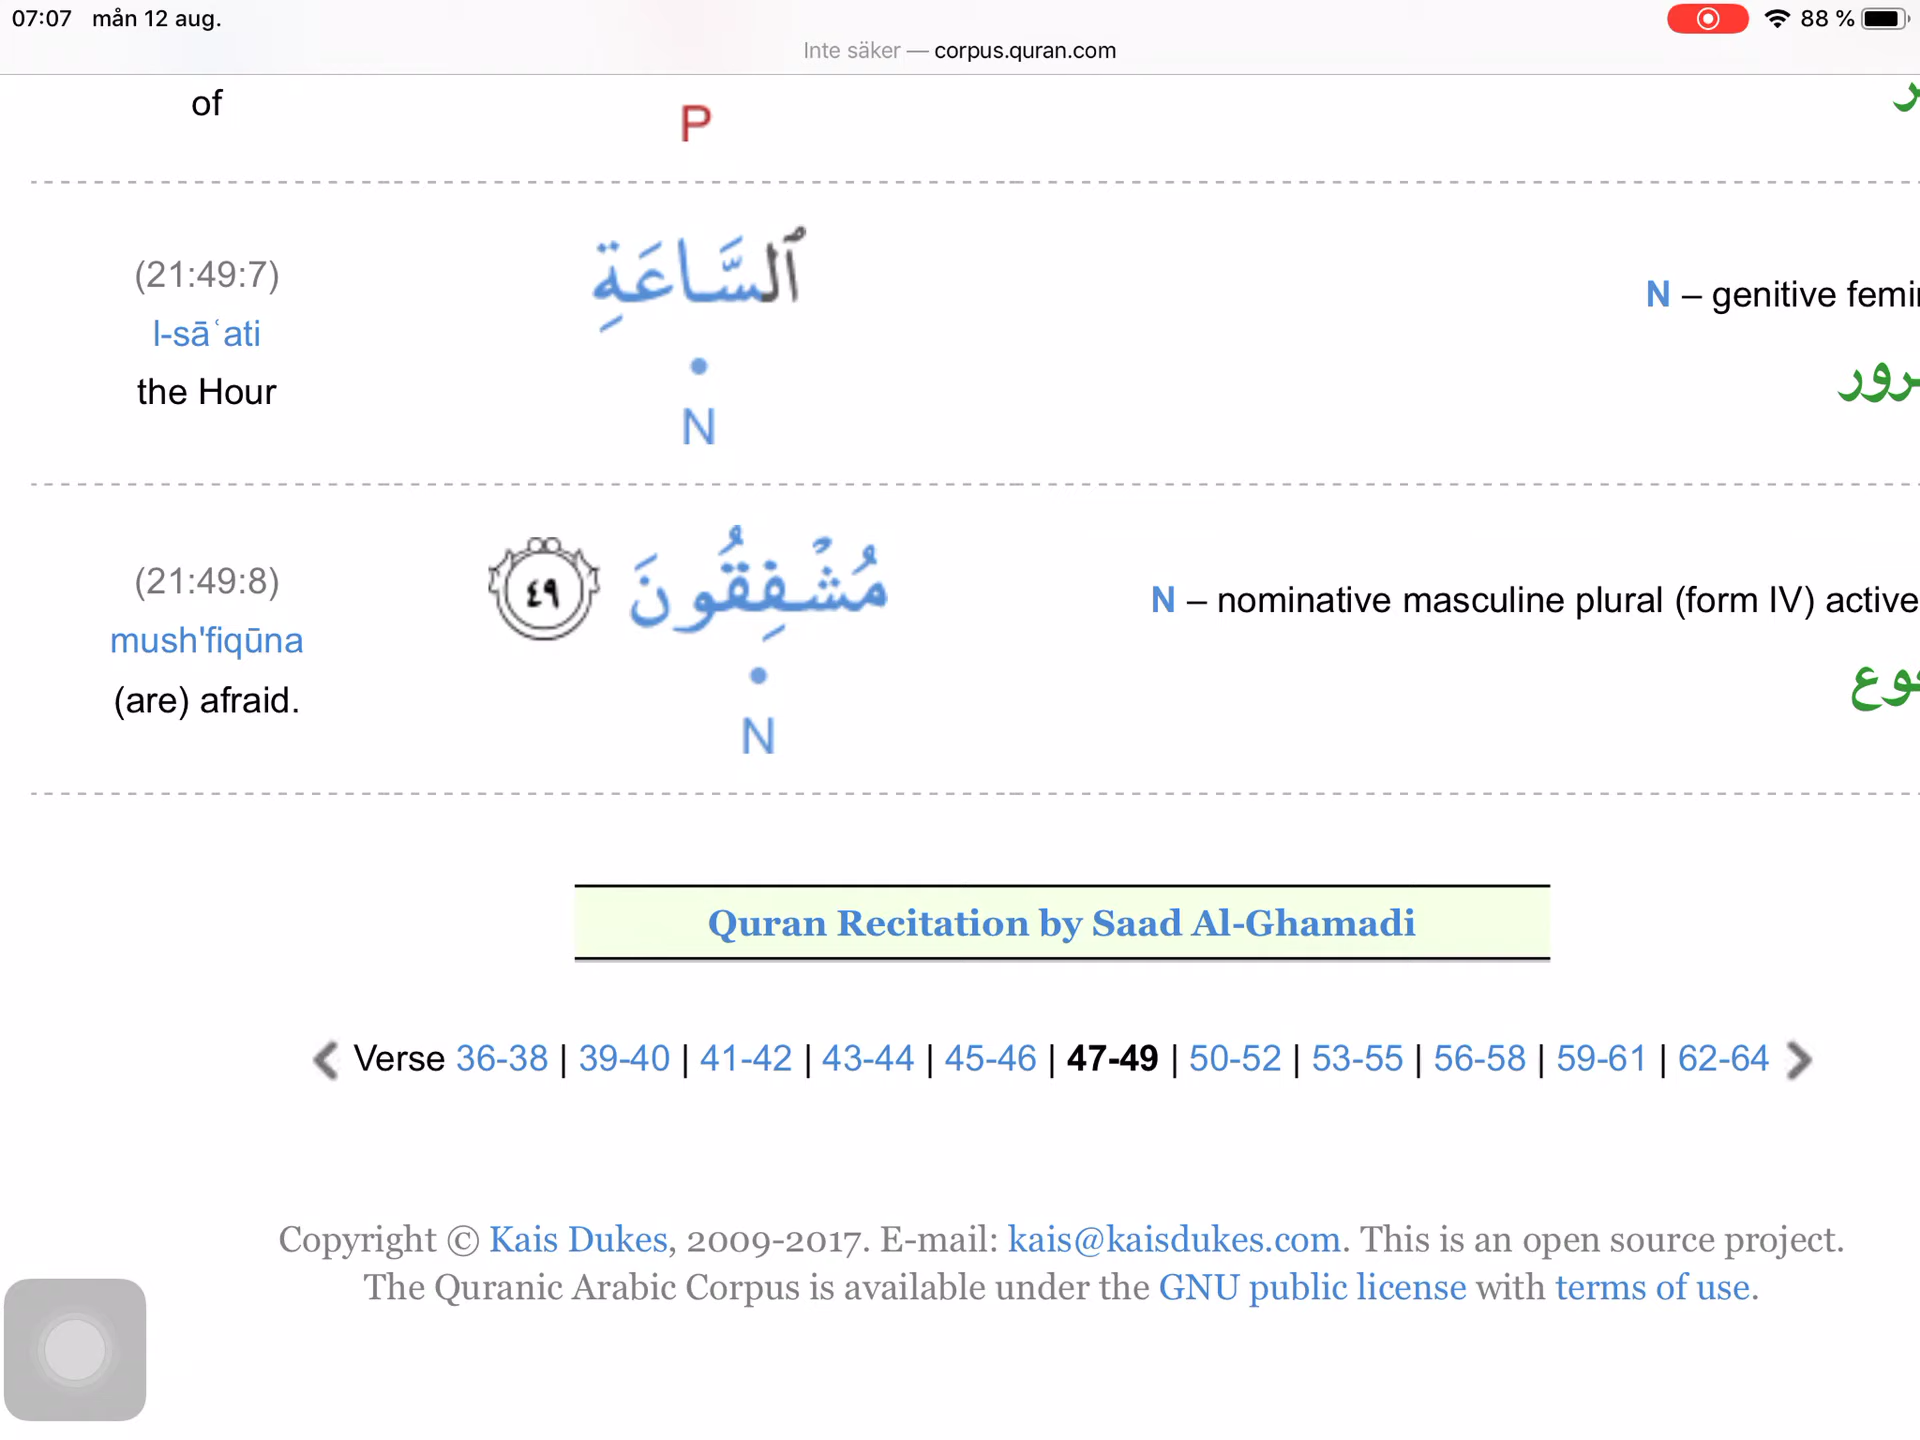 07:07 mån 12 aug. 88 %
Inte säker — corpus.quran.com
of
P
(21:49:7)
l-sāʿati
the Hour
ٱلسَّاعَةِ
N
N – genitive
(21:49:8)
mush'fiqūna
(are) afraid.
مُشْفِقُونَ ٤٩
N
N – nominative masculine plural (form IV) active
Quran Recitation by Saad Al-Ghamadi
Verse 36-38 | 39-40 | 41-42 | 43-44 | 45-46 | 47-49 | 50-52 | 53-55 | 56-58 | 59-61 | 62-64
Copyright © Kais Dukes, 2009-2017. E-mail: kais@kaisdukes.com. This is an open source project.
The Quranic Arabic Corpus is available under the GNU public license with terms of use.